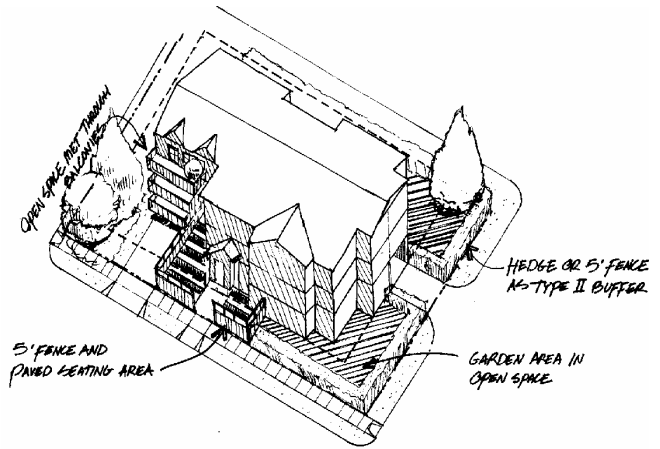 OPEN SPACE MET THROUGH
BALCONIES
HEDGE OR 5' FENCE
AS TYPE II BUFFER
5' FENCE AND
PAVED SEATING AREA
GARDEN AREA IN
OPEN SPACE